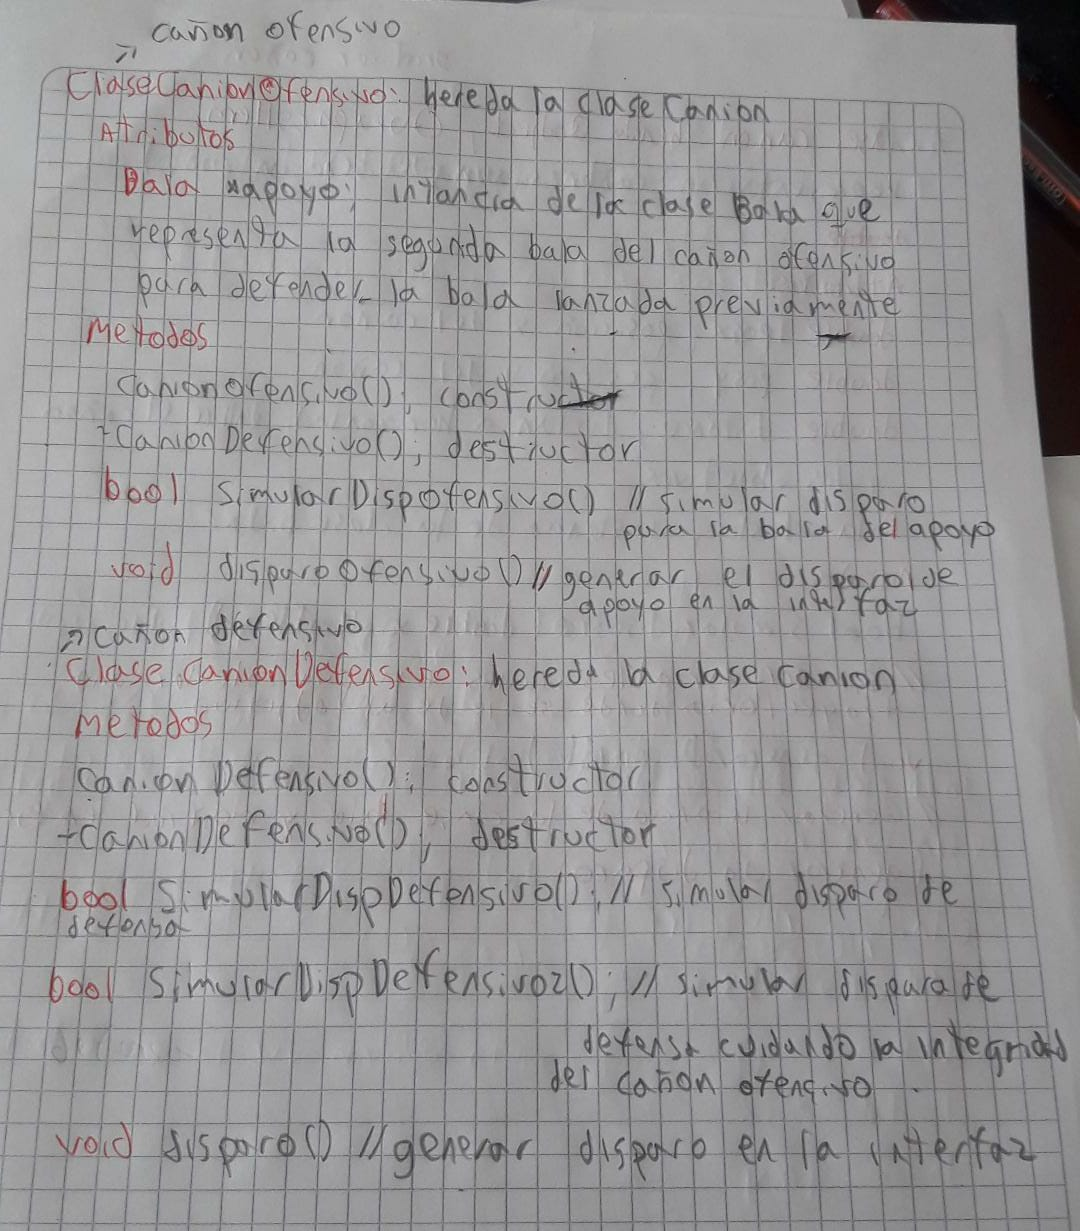 cañon ofensivo
Clase CanionOfensivo: hereda la clase Canion
Atributos
Bala *apoyo; intancia de la clase Bala que
representa la segunda bala del cañon ofensivo
para defender la bala lanzada previamente
Metodos
CanionOfensivo(); constructor
+CanionDefensivo(); destructor
bool SimularDispOfensivo() // simular disparo
para la bala del apoyo
void disparoOfensivo() // generar el disparo de
apoyo en la interfaz
cañon defensivo
Clase CanionDefensivo: hereda la clase Canion
Metodos
CanionDefensivo(); constructor
+CanionDefensivo(); destructor
bool SimularDispDefensivo(); // simular disparo de
defensa
bool SimularDispDefensivo2(); // simular dispara de
defensa cuidando la integridad
del cañon ofensivo
void disparo() // generar disparo en la interfaz